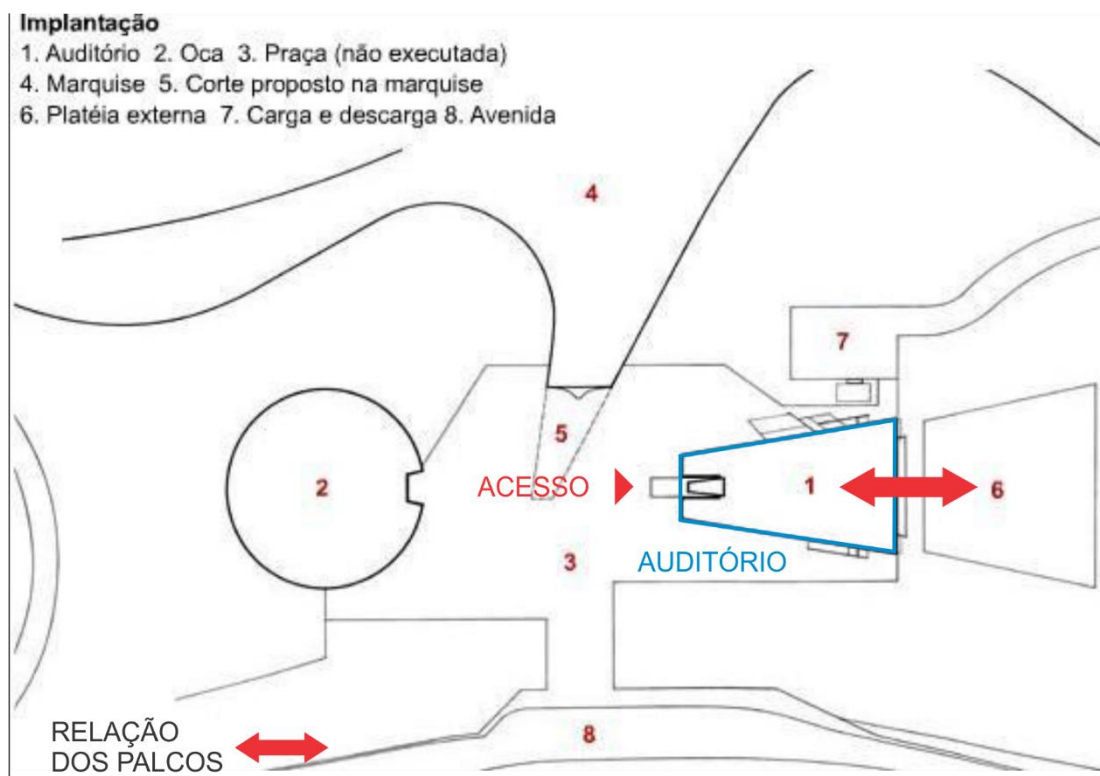 Implantação
1. Auditório 2. Oca 3. Praça (não executada)
4. Marquise 5. Corte proposto na marquise
6. Platéia externa 7. Carga e descarga 8. Avenida
4
7
5
ACESSO
2
1
6
3
AUDITÓRIO
8
RELAÇÃO
DOS PALCOS